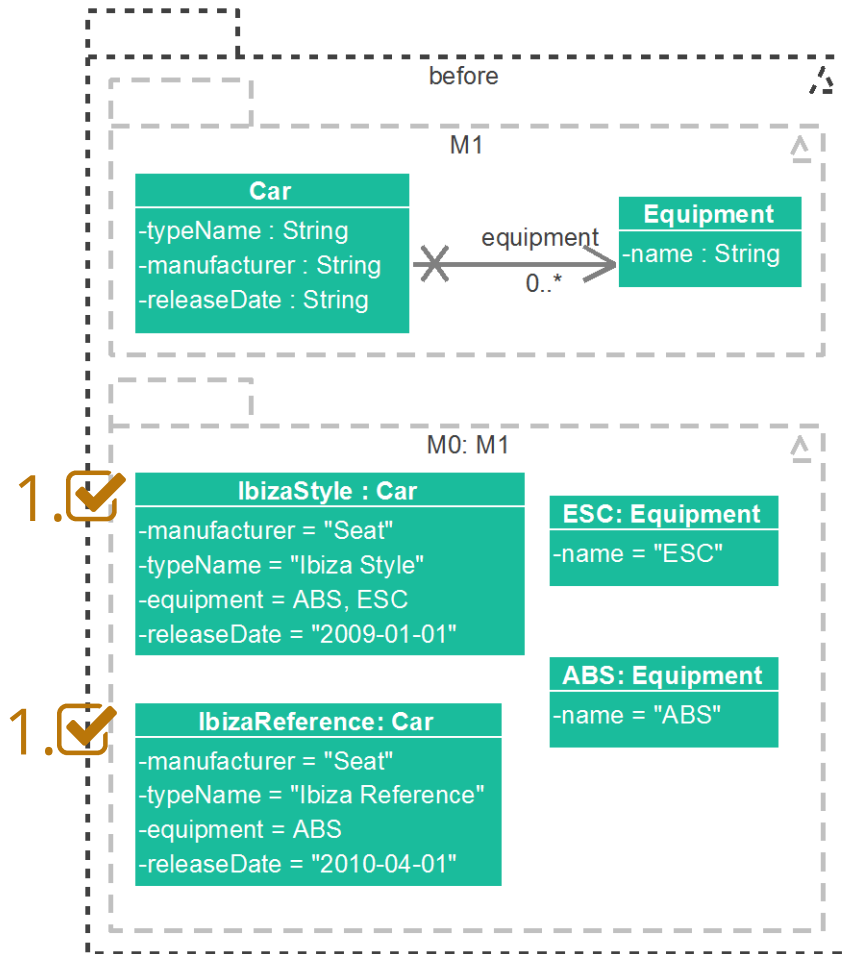 before
M1
Car
-typeName : String
-manufacturer : String
-releaseDate : String
equipment
0..*
Equipment
-name : String
M0: M1
1.
IbizaStyle : Car
-manufacturer = "Seat"
-typeName = "Ibiza Style"
-equipment = ABS, ESC
-releaseDate = "2009-01-01"
ESC: Equipment
-name = "ESC"
ABS: Equipment
-name = "ABS"
1.
IbizaReference: Car
-manufacturer = "Seat"
-typeName = "Ibiza Reference"
-equipment = ABS
-releaseDate = "2010-04-01"